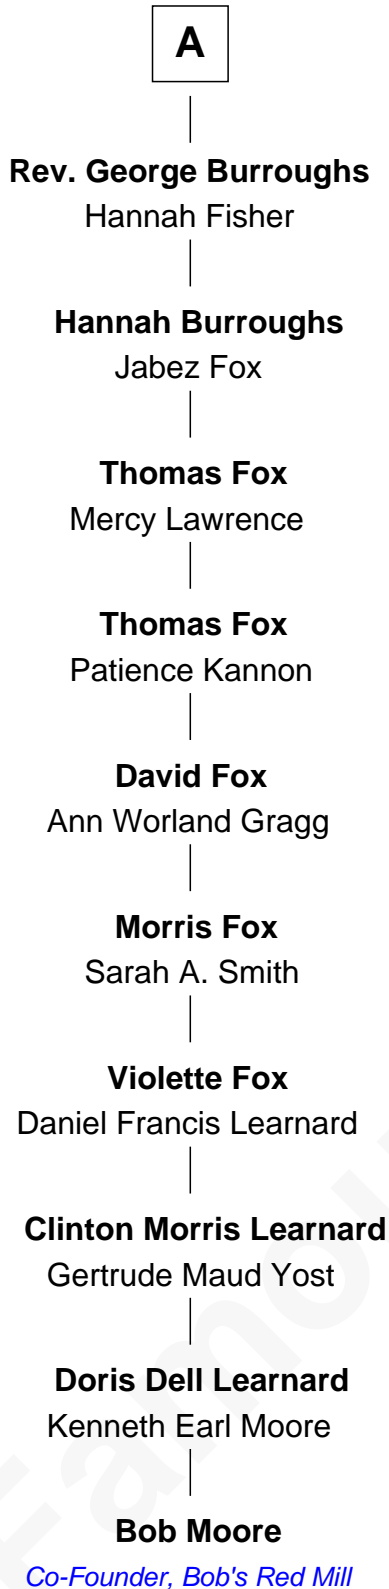 A
Rev. George Burroughs
Hannah Fisher
Hannah Burroughs
Jabez Fox
Thomas Fox
Mercy Lawrence
Thomas Fox
Patience Kannon
David Fox
Ann Worland Gragg
Morris Fox
Sarah A. Smith
Violette Fox
Daniel Francis Learnard
Clinton Morris Learnard
Gertrude Maud Yost
Doris Dell Learnard
Kenneth Earl Moore
Bob Moore
Co-Founder, Bob's Red Mill